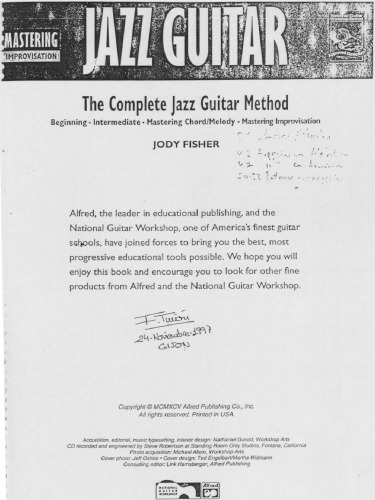 MASTERING
IMPROVISATION
JAZZ GUITAR
The Complete Jazz Guitar Method
Beginning • Intermediate • Mastering Chord/Melody • Mastering Improvisation
JODY FISHER
Alfred, the leader in educational publishing, and the
National Guitar Workshop, one of America's finest guitar
schools, have joined forces to bring you the best, most
progressive educational tools possible. We hope you will
enjoy this book and encourage you to look for other fine
products from Alfred and the National Guitar Workshop.
24-Noviembre-1997
GIJON
Copyright © MCMXCV Alfred Publishing Co., Inc.
All rights reserved. Printed in USA.
Acquisition, editorial, music typesetting, interior design: Nathaniel Gunod, Workshop Arts
CD recorded and engineered by Steve Robertson at Standing Room Only Studios, Fontana, California
Photo acquisition: Michael Allain, Workshop Arts
Cover photo: Jeff Oshiro • Cover design: Ted Engelbart/Martha Widmann
Consulting editor: Link Harnsberger, Alfred Publishing
NATIONAL
GUITAR
WORKSHOP
Alfred